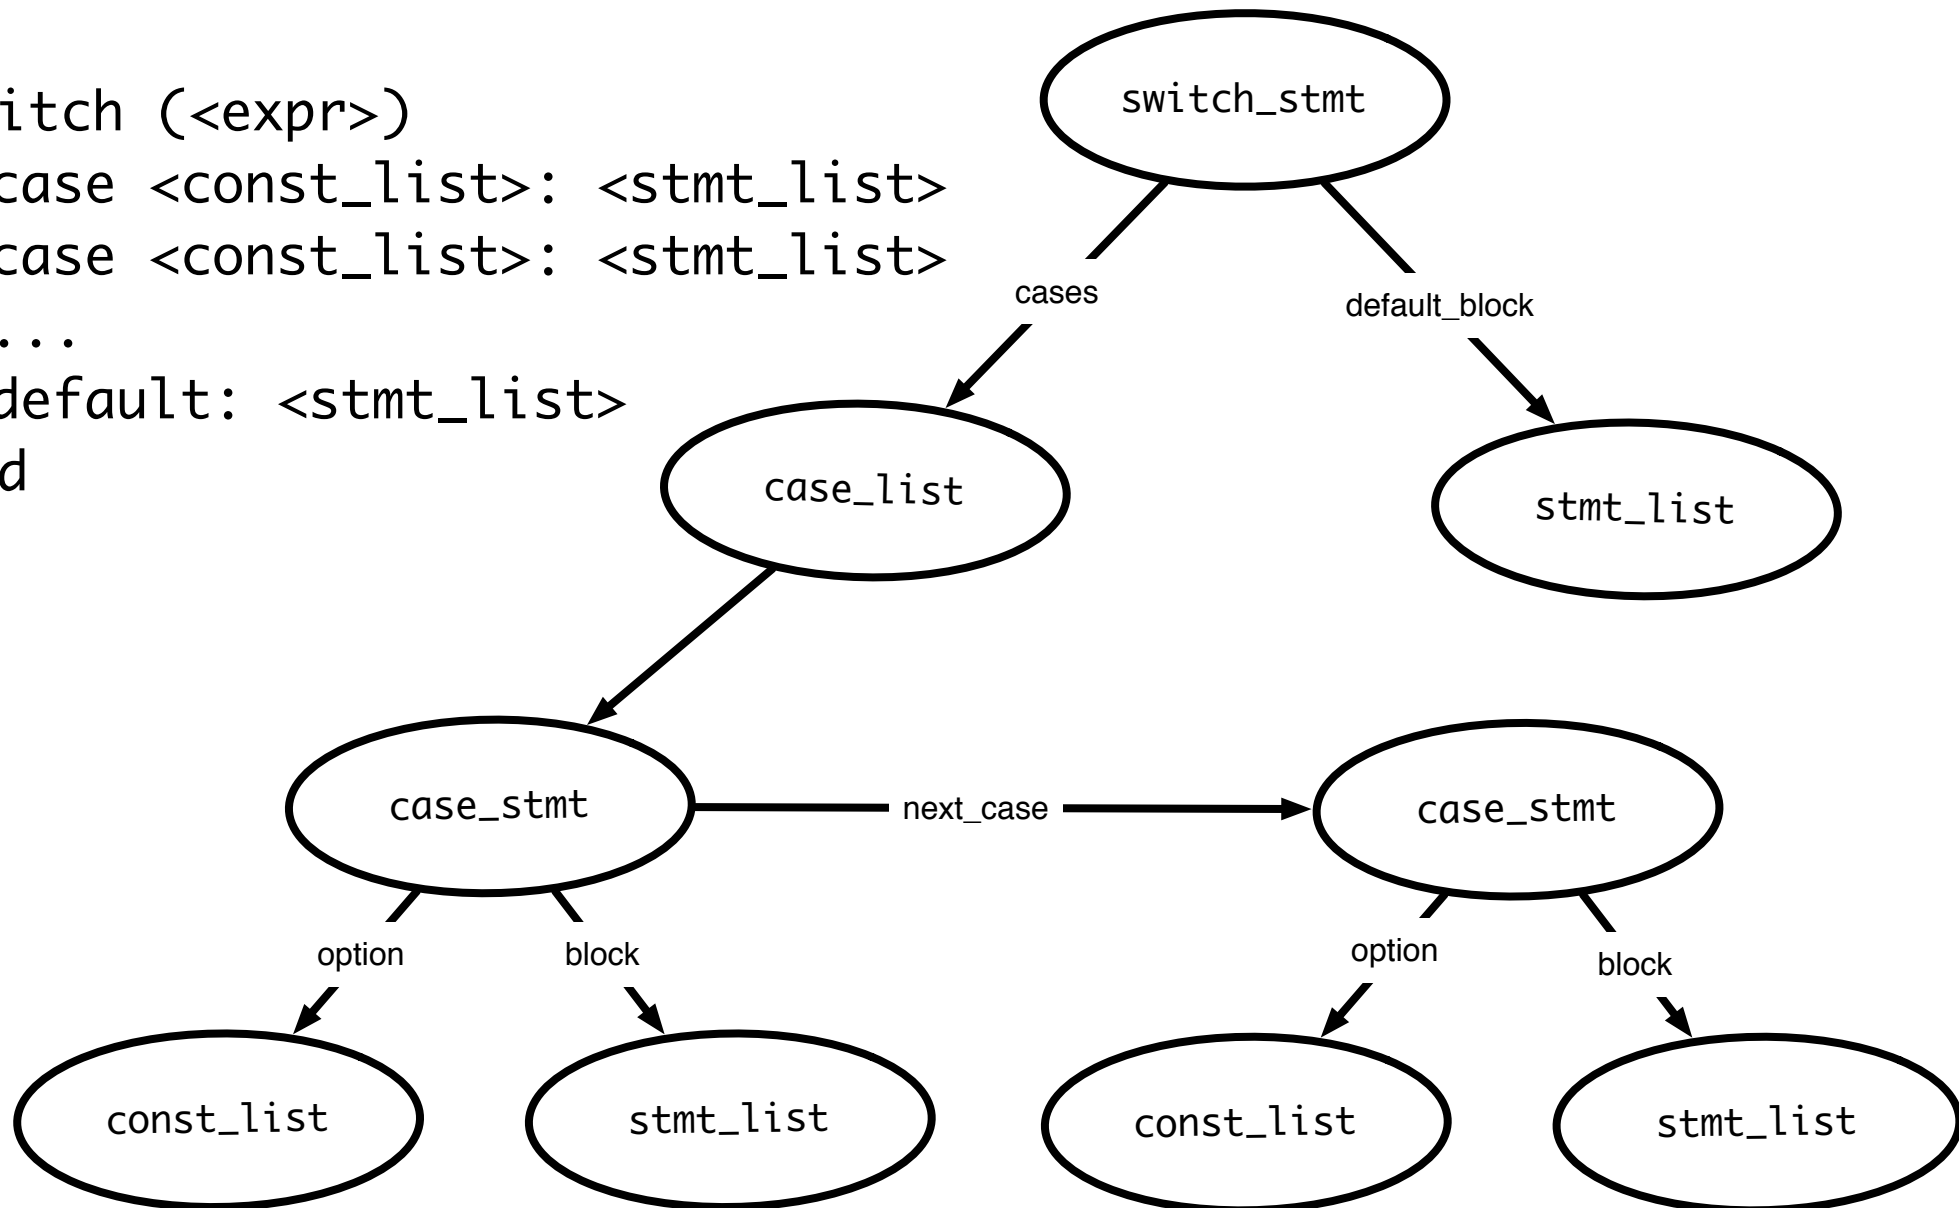 itch (<expr>)
case <const_list>: <stmt_list>
case <const_list>: <stmt_list>
...
default: <stmt_list>
d
switch_stmt
cases
default_block
case_list
stmt_list
case_stmt
next_case
case_stmt
option
block
option
block
const_list
stmt_list
const_list
stmt_list